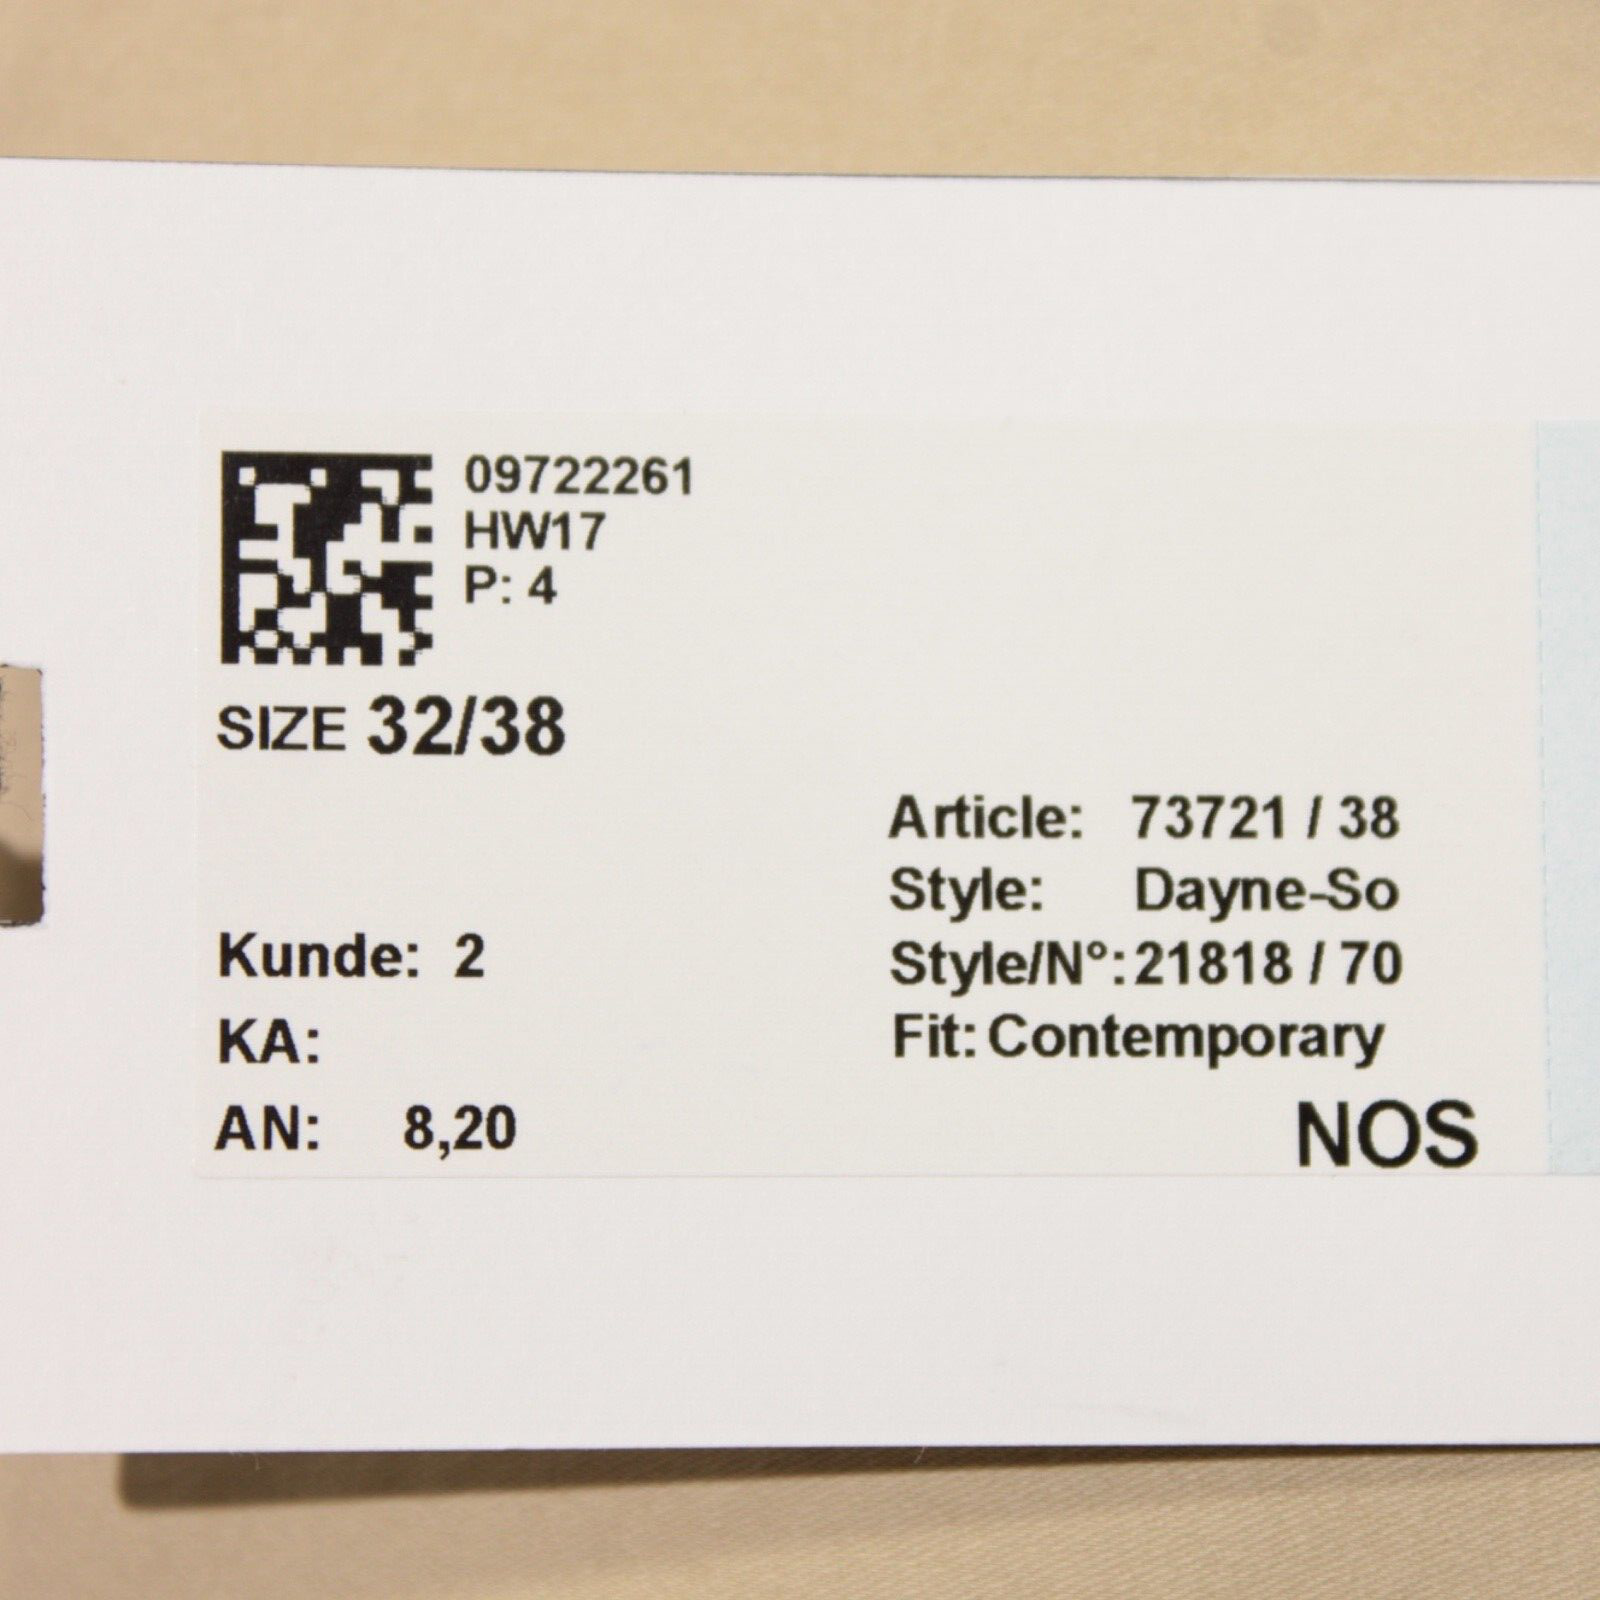 09722261
HW17
P: 4
SIZE 32/38
Article: 73721 / 38
Style: Dayne-So
Style/N°: 21818 / 70
Fit: Contemporary
NOS
Kunde: 2
KA:
AN: 8,20